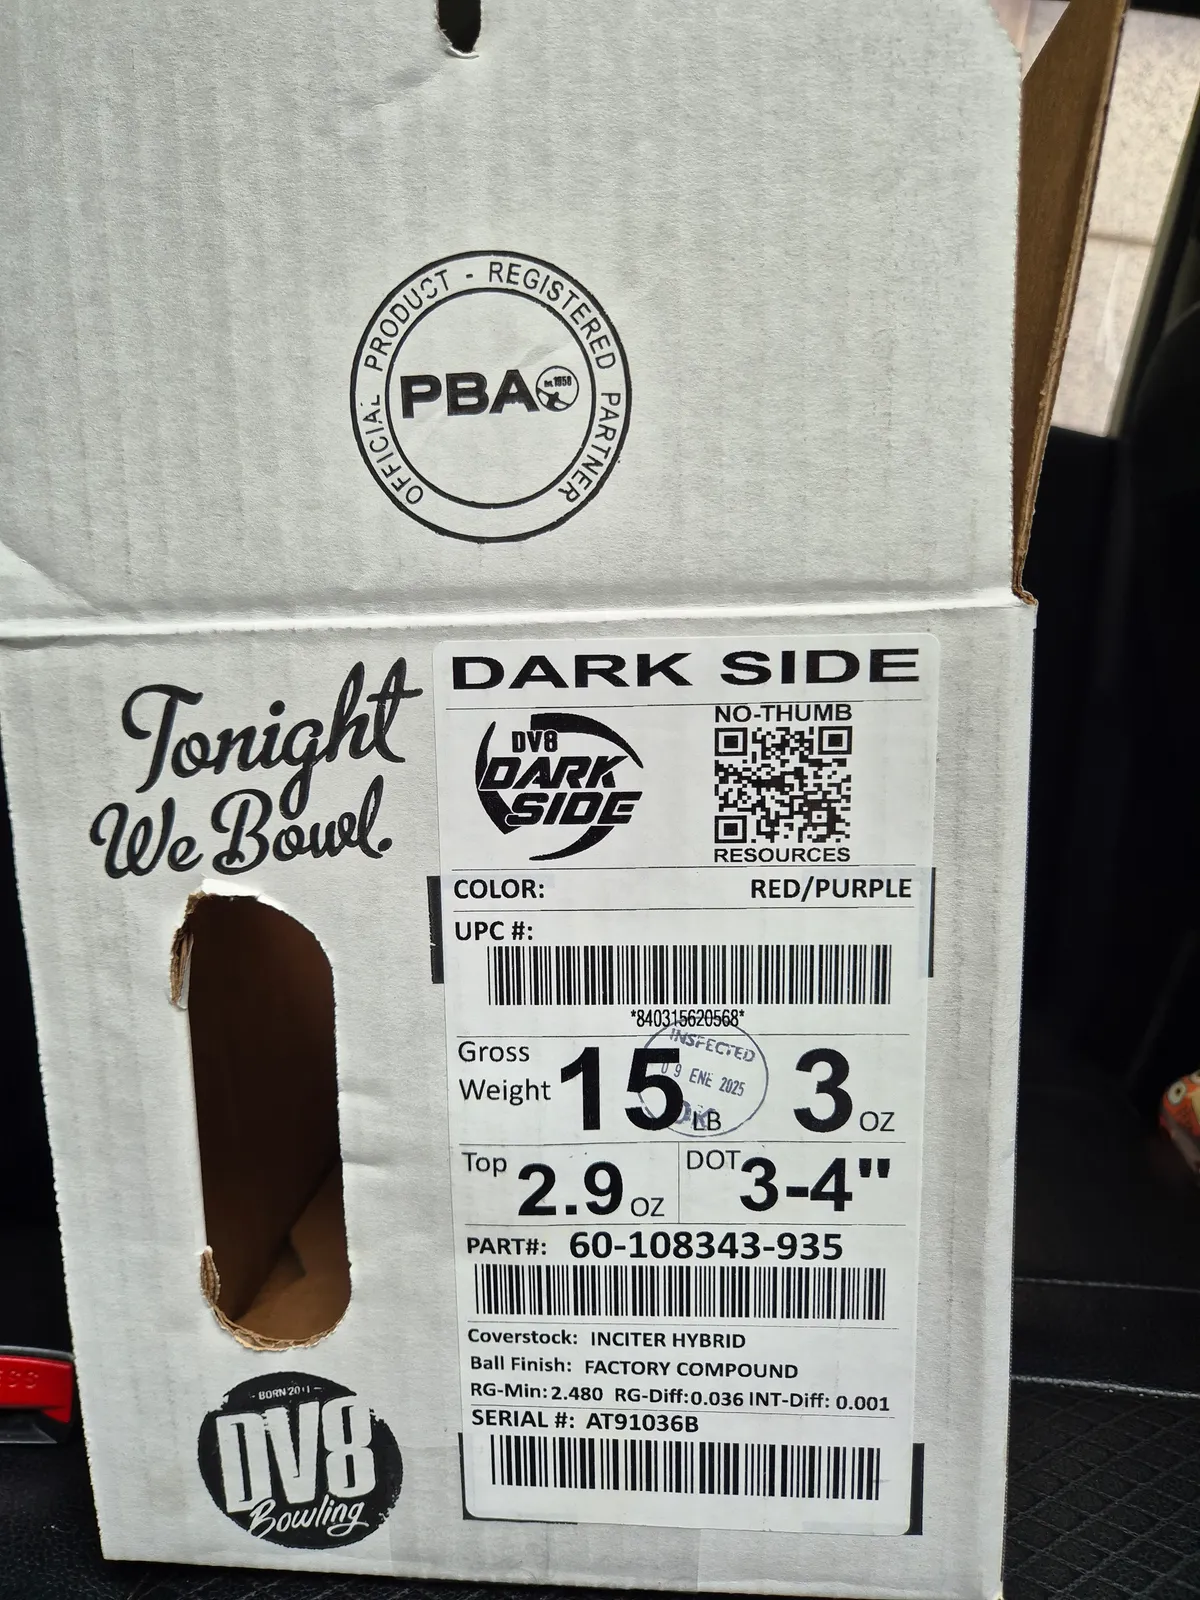 OFFICIAL PRODUCT - REGISTERED PARTNER
PBA
Est. 1958
Tonight
We Bowl.
DARK SIDE
DV8
DARK
SIDE
NO-THUMB
RESOURCES
COLOR: RED/PURPLE
UPC #:
*840315620568*
Gross
Weight 15 LB 3 OZ
INSPECTED
09 ENE 2025
OK
Top 2.9 OZ DOT 3-4"
PART#: 60-108343-935
Coverstock: INCITER HYBRID
Ball Finish: FACTORY COMPOUND
RG-Min: 2.480 RG-Diff:0.036 INT-Diff: 0.001
SERIAL #: AT91036B
- BORN 2011 -
DV8
Bowling